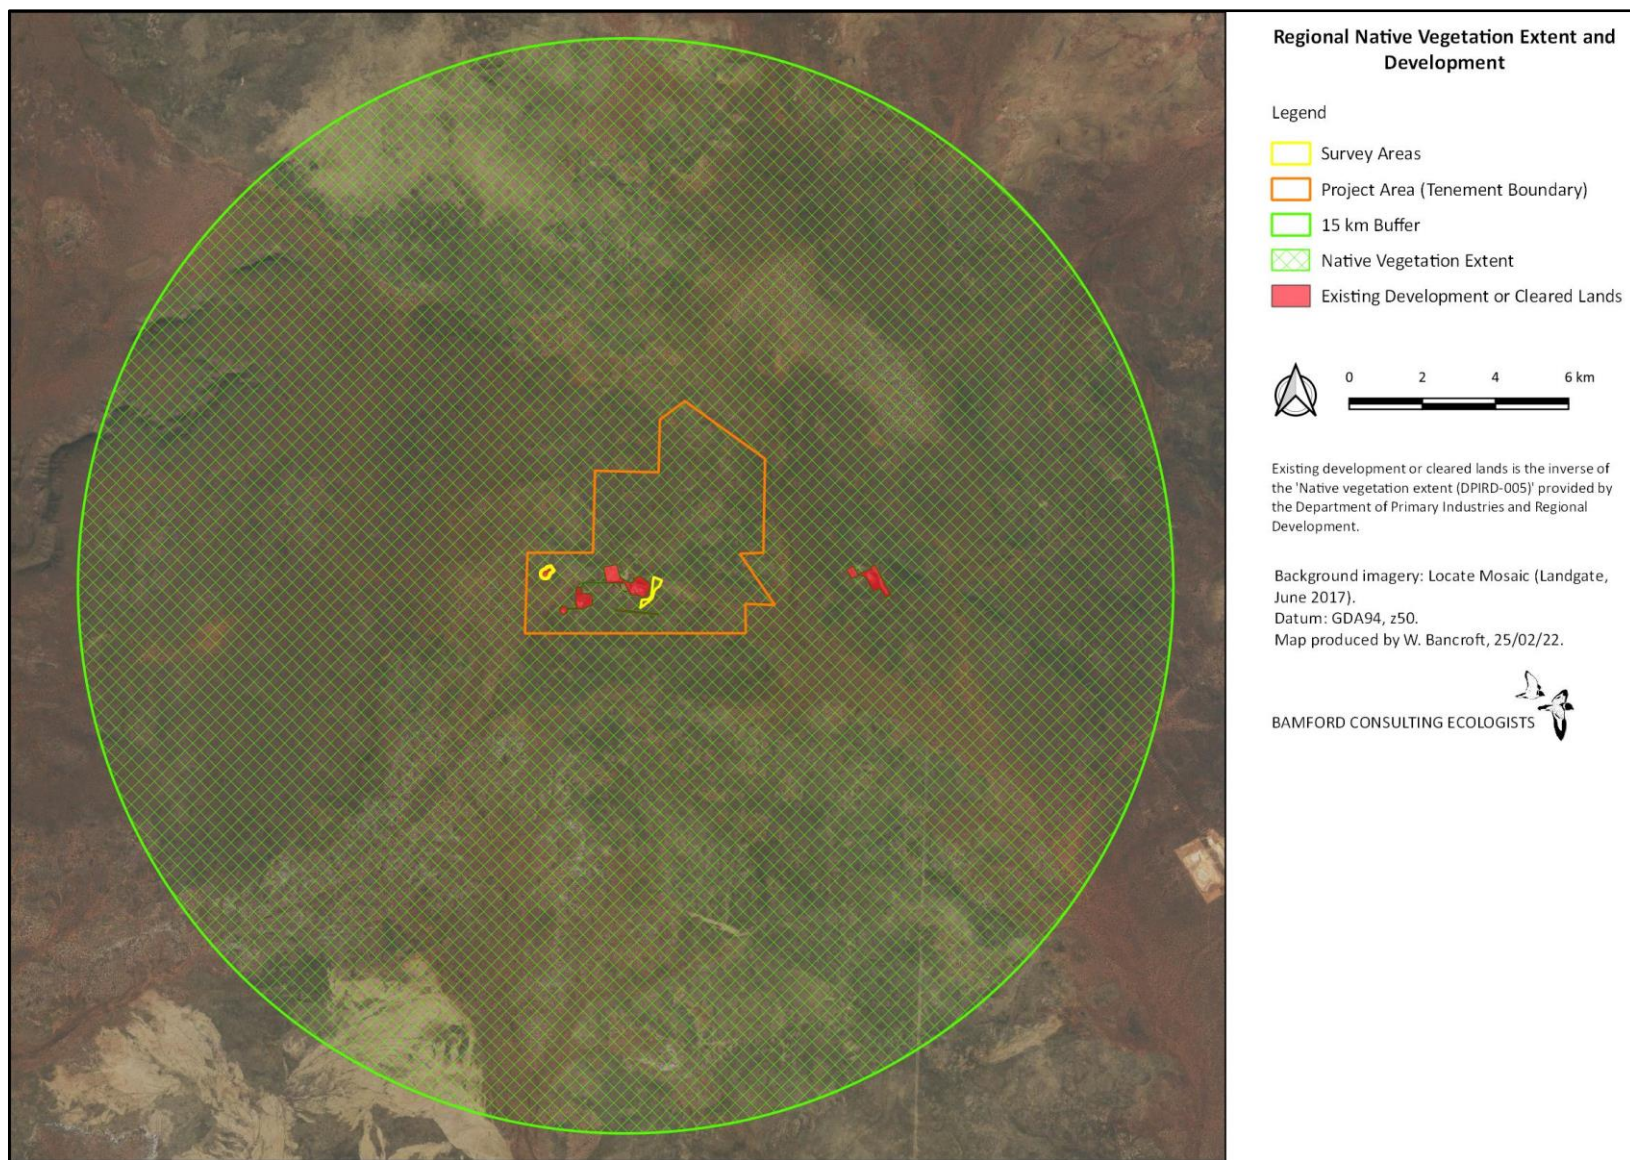 Regional Native Vegetation Extent and
Development
Legend
Survey Areas
Project Area (Tenement Boundary)
15 km Buffer
Native Vegetation Extent
Existing Development or Cleared Lands
0 2 4 6 km
Existing development or cleared lands is the inverse of
the 'Native vegetation extent (DPIRD-005)' provided by
the Department of Primary Industries and Regional
Development.
Background imagery: Locate Mosaic (Landgate,
June 2017).
Datum: GDA94, z50.
Map produced by W. Bancroft, 25/02/22.
BAMFORD CONSULTING ECOLOGISTS